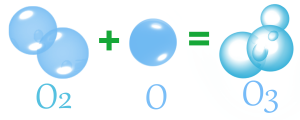 + =
O2 O O3